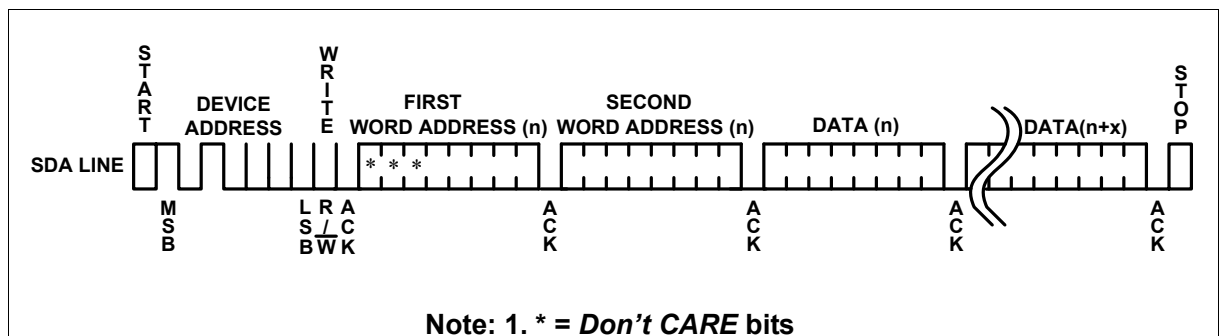 START
WRITE
STOP
DEVICE
ADDRESS
FIRST
WORD ADDRESS (n)
SECOND
WORD ADDRESS (n)
DATA (n)
DATA(n+x)
SDA LINE
* * *
MSB
LSB
R/W
ACK
ACK
ACK
ACK
ACK
Note: 1. * = Don't CARE bits